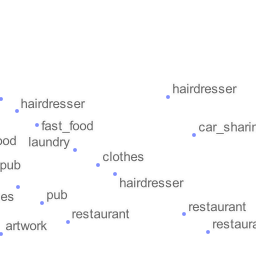 hairdresser
hairdresser
fast_food
car_sharin
ood
laundry
clothes
pub
hairdresser
es
pub
restaurant
restaurant
artwork
restaura